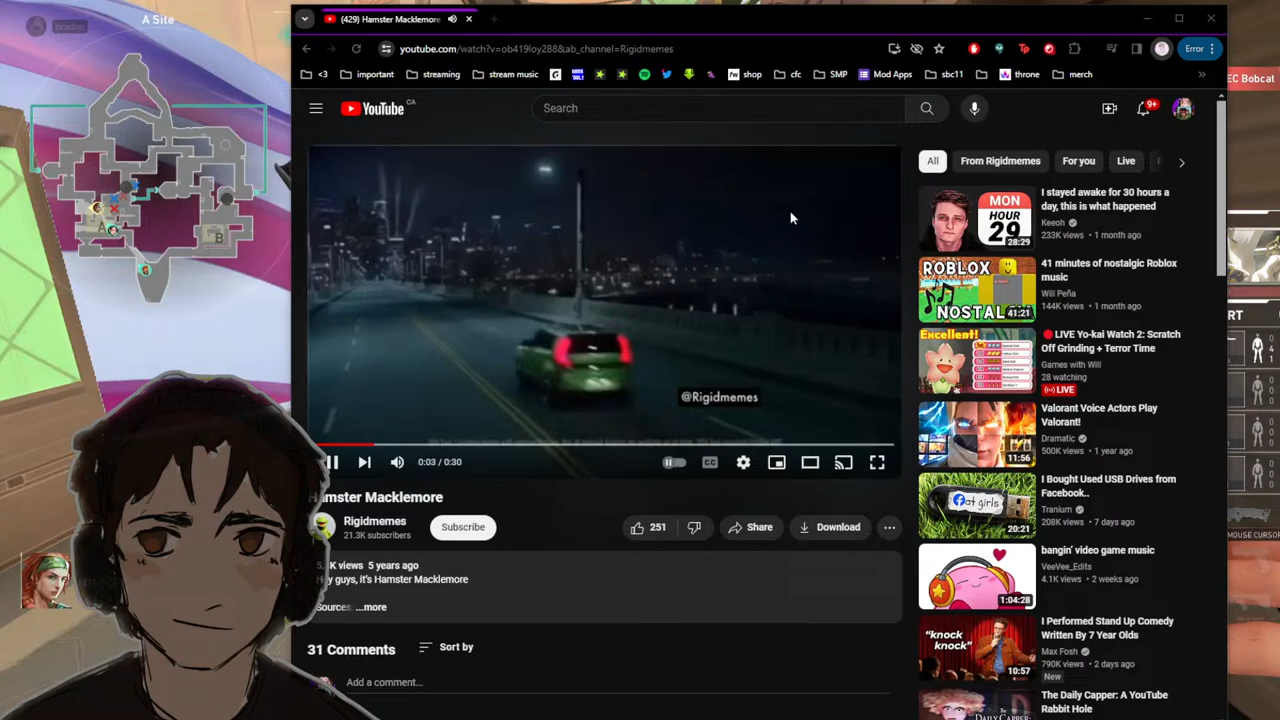 A Site
(429) Hamster Macklemore
youtube.com/watch?v=ob419loy2B8&ab_channel=Rigidmemes
Error
<3
important
streaming
stream music
shop
cfc
SMP
Mod Apps
sbc11
throne
merch
EC Bobcat
YouTube CA
Search
9+
All
From Rigidmemes
For you
Live
@Rigidmemes
0:03 / 0:30
CC
Hamster Macklemore
Rigidmemes
21.3K subscribers
Subscribe
251
Share
Download
K views 5 years ago
guys, it's Hamster Macklemore
Sources: ...more
31 Comments
Sort by
Add a comment...
MON
HOUR
29
28:29
I stayed awake for 30 hours a
day, this is what happened
Keeoh
233K views • 1 month ago
ROBLOX
NOSTAL
41:21
41 minutes of nostalgic Roblox
music
Will Peña
144K views • 1 month ago
Excellent!
LIVE Yo-kai Watch 2: Scratch
Off Grinding + Terror Time
Games with Will
28 watching
LIVE
11:56
Valorant Voice Actors Play
Valorant!
Dramatic
500K views • 1 year ago
at girls
20:21
I Bought Used USB Drives from
Facebook..
Tranium
208K views • 7 days ago
1:04:28
bangin' video game music
VeeVee_Edits
4.1K views • 2 weeks ago
"knock
knock"
10:57
I Performed Stand Up Comedy
Written By 7 Year Olds
Max Fosh
790K views • 2 days ago
New
The Daily Capper: A YouTube
Rabbit Hole
A
B
RT
MOUSE CURSOR